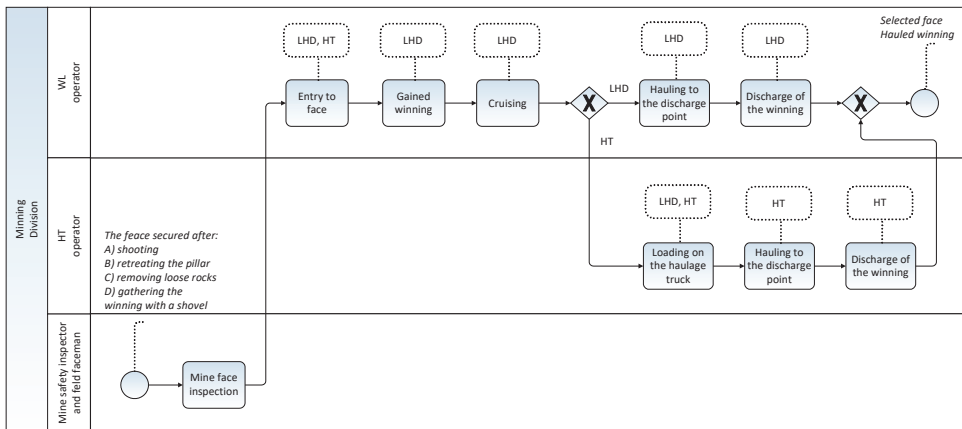 Minning
Division
WL
operator
LHD, HT
LHD
LHD
LHD
LHD
Selected face
Hauled winning
Entry to
face
Gained
winning
Cruising
X
LHD
HT
Hauling to
the discharge
point
Discharge of
the winning
X
HT
operator
LHD, HT
HT
HT
Loading on
the haulage
truck
Hauling to
the discharge
point
Discharge of
the winning
The feace secured after:
A) shooting
B) retreating the pillar
C) removing loose rocks
D) gathering the
winning with a shovel
Mine safety inspector
and feld faceman
Mine face
inspection